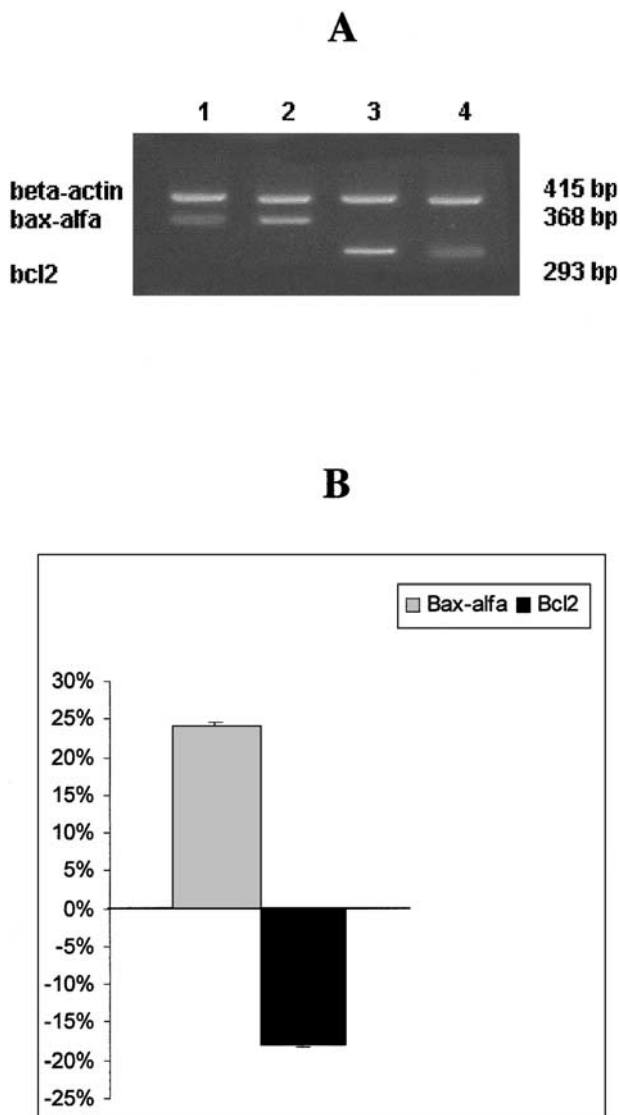 A
1 2 3 4
beta-actin 415 bp
bax-alfa 368 bp
bcl2 293 bp
B
Bax-alfa Bcl2
30%
25%
20%
15%
10%
5%
0%
-5%
-10%
-15%
-20%
-25%